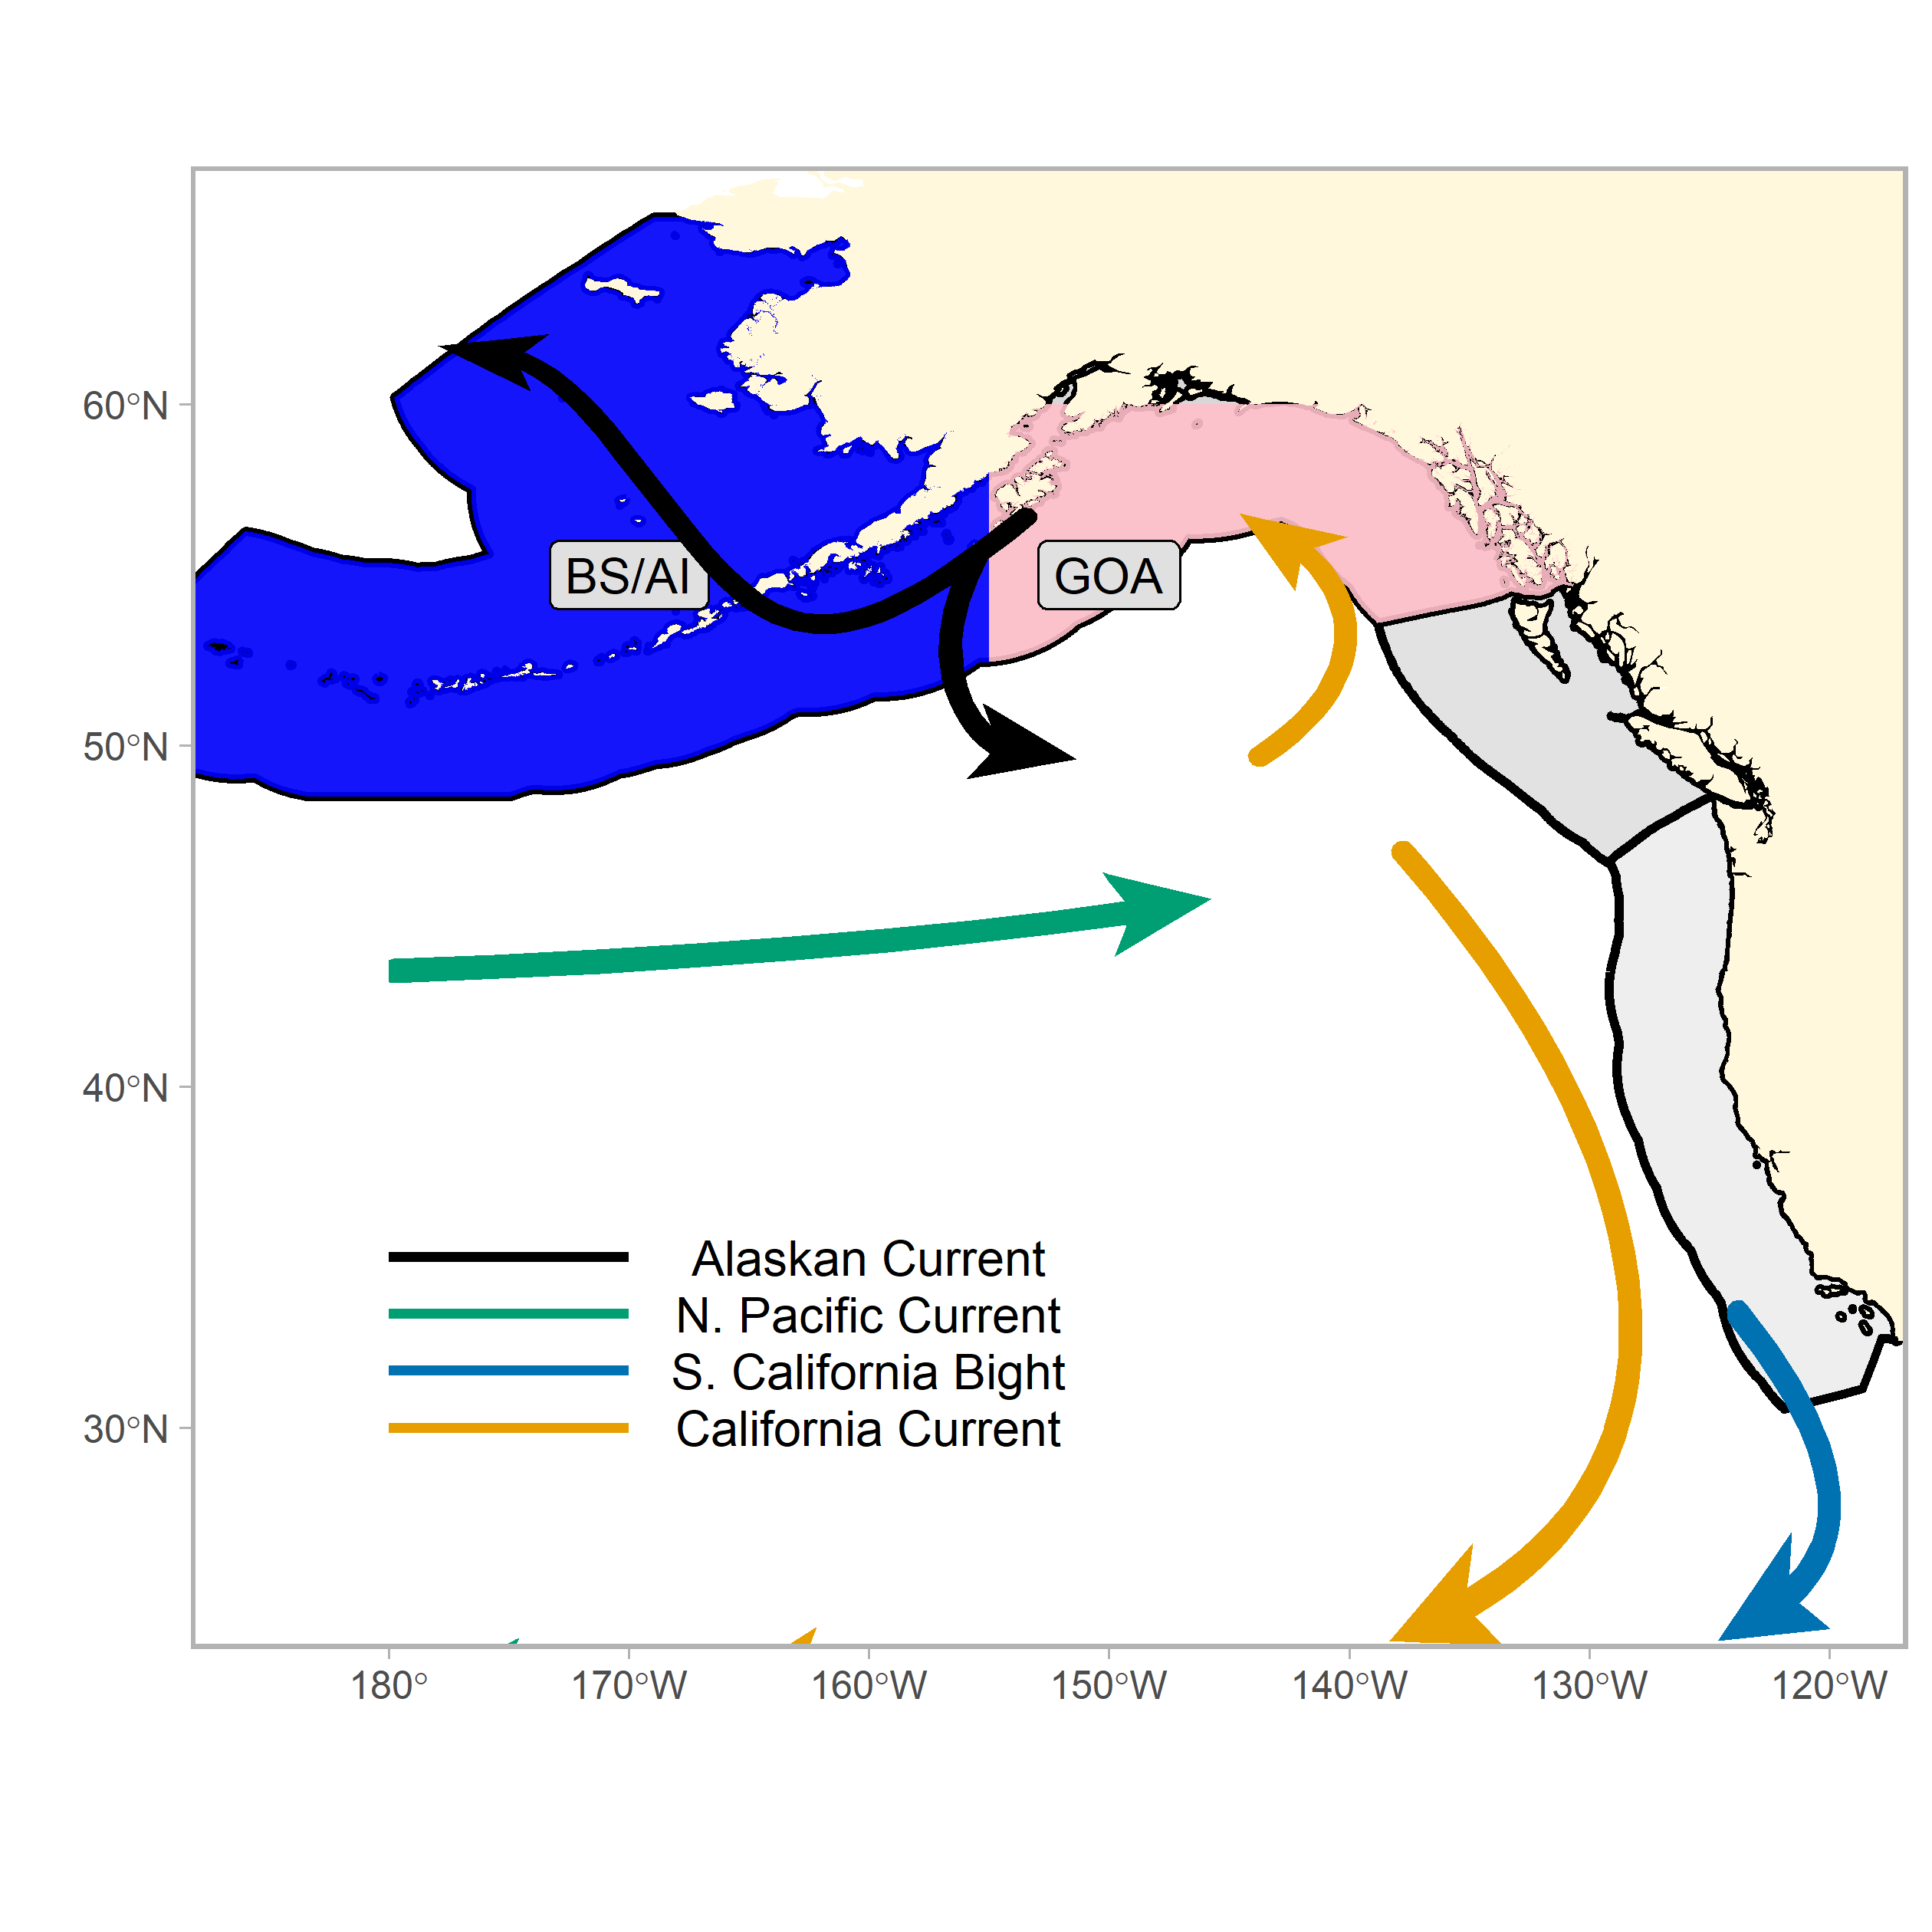 60°N
BS/AI
GOA
50°N
40°N
Alaskan Current
N. Pacific Current
S. California Bight
California Current
30°N
180°
170°W
160°W
150°W
140°W
130°W
120°W